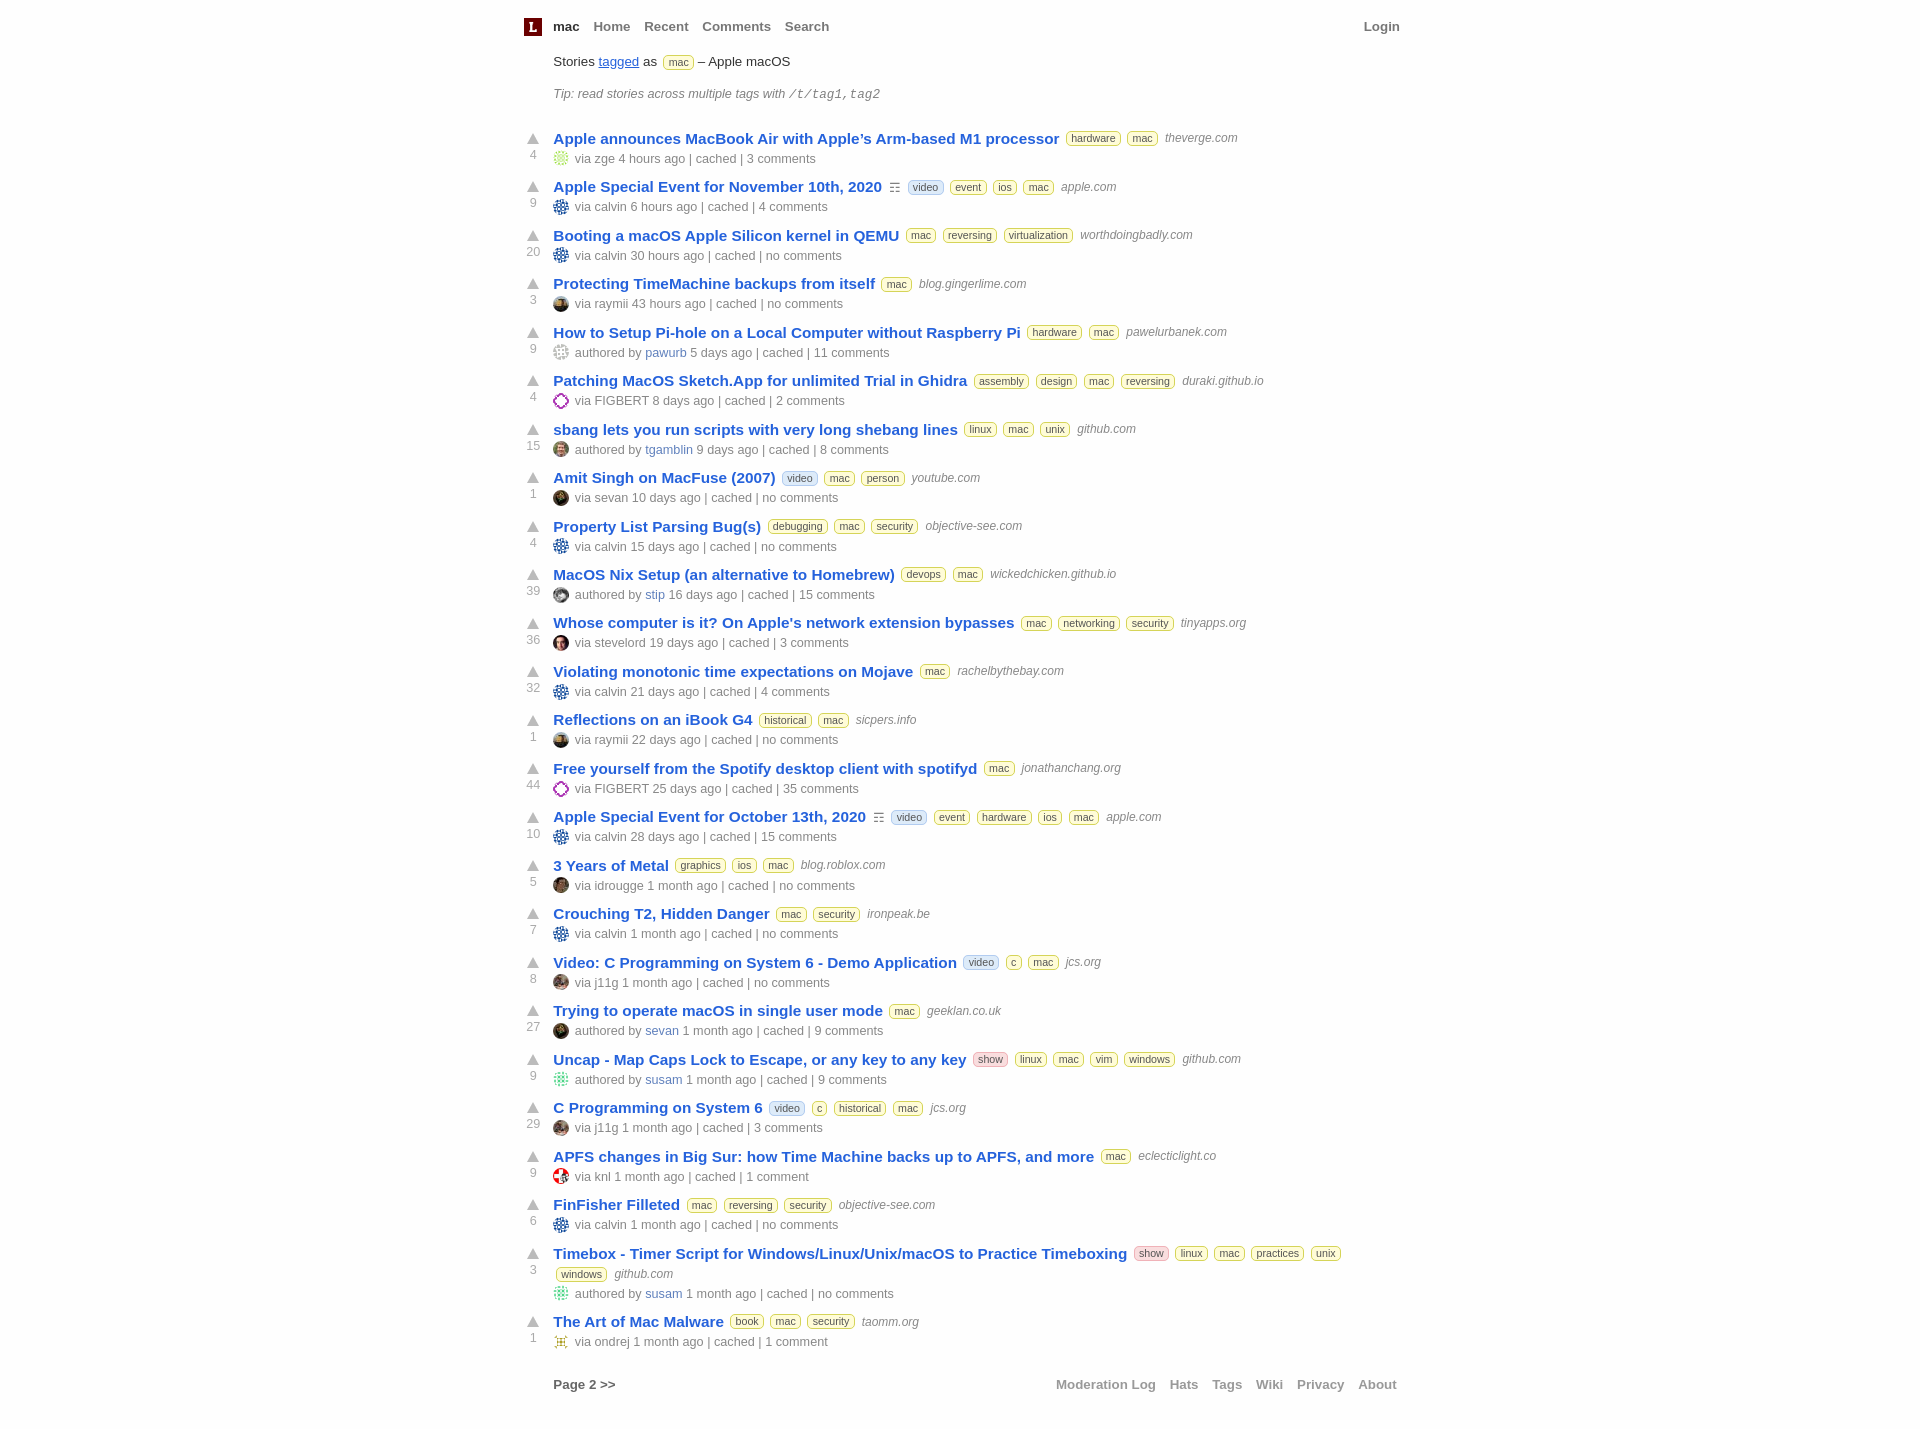 L mac Home Recent Comments Search Login
Stories tagged as mac – Apple macOS
Tip: read stories across multiple tags with /t/tag1,tag2
Apple announces MacBook Air with Apple’s Arm-based M1 processor hardware mac theverge.com
4 via zge 4 hours ago | cached | 3 comments
Apple Special Event for November 10th, 2020 ☶ video event ios mac apple.com
9 via calvin 6 hours ago | cached | 4 comments
Booting a macOS Apple Silicon kernel in QEMU mac reversing virtualization worthdoingbadly.com
20 via calvin 30 hours ago | cached | no comments
Protecting TimeMachine backups from itself mac blog.gingerlime.com
3 via raymii 43 hours ago | cached | no comments
How to Setup Pi-hole on a Local Computer without Raspberry Pi hardware mac pawelurbanek.com
9 authored by pawurb 5 days ago | cached | 11 comments
Patching MacOS Sketch.App for unlimited Trial in Ghidra assembly design mac reversing duraki.github.io
4 via FIGBERT 8 days ago | cached | 2 comments
sbang lets you run scripts with very long shebang lines linux mac unix github.com
15 authored by tgamblin 9 days ago | cached | 8 comments
Amit Singh on MacFuse (2007) video mac person youtube.com
1 via sevan 10 days ago | cached | no comments
Property List Parsing Bug(s) debugging mac security objective-see.com
4 via calvin 15 days ago | cached | no comments
MacOS Nix Setup (an alternative to Homebrew) devops mac wickedchicken.github.io
39 authored by stip 16 days ago | cached | 15 comments
Whose computer is it? On Apple's network extension bypasses mac networking security tinyapps.org
36 via stevelord 19 days ago | cached | 3 comments
Violating monotonic time expectations on Mojave mac rachelbythebay.com
32 via calvin 21 days ago | cached | 4 comments
Reflections on an iBook G4 historical mac sicpers.info
1 via raymii 22 days ago | cached | no comments
Free yourself from the Spotify desktop client with spotifyd mac jonathanchang.org
44 via FIGBERT 25 days ago | cached | 35 comments
Apple Special Event for October 13th, 2020 ☶ video event hardware ios mac apple.com
10 via calvin 28 days ago | cached | 15 comments
3 Years of Metal graphics ios mac blog.roblox.com
5 via idrougge 1 month ago | cached | no comments
Crouching T2, Hidden Danger mac security ironpeak.be
7 via calvin 1 month ago | cached | no comments
Video: C Programming on System 6 - Demo Application video c mac jcs.org
8 via j11g 1 month ago | cached | no comments
Trying to operate macOS in single user mode mac geeklan.co.uk
27 authored by sevan 1 month ago | cached | 9 comments
Uncap - Map Caps Lock to Escape, or any key to any key show linux mac vim windows github.com
9 authored by susam 1 month ago | cached | 9 comments
C Programming on System 6 video c historical mac jcs.org
29 via j11g 1 month ago | cached | 3 comments
APFS changes in Big Sur: how Time Machine backs up to APFS, and more mac eclecticlight.co
9 via knl 1 month ago | cached | 1 comment
FinFisher Filleted mac reversing security objective-see.com
6 via calvin 1 month ago | cached | no comments
Timebox - Timer Script for Windows/Linux/Unix/macOS to Practice Timeboxing show linux mac practices unix
3 windows github.com
authored by susam 1 month ago | cached | no comments
The Art of Mac Malware book mac security taomm.org
1 via ondrej 1 month ago | cached | 1 comment
Page 2 >> Moderation Log Hats Tags Wiki Privacy About